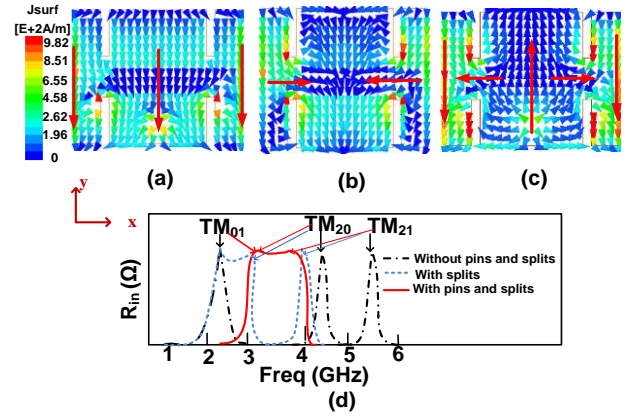 Jsurf
[E+2A/m]
9.82
8.51
6.55
4.58
2.62
1.96
0
(a)
(b)
(c)
y
x
TM01
TM20
TM21
Without pins and splits
With splits
With pins and splits
Rin(Ω)
1
2
3
4
5
6
Freq (GHz)
(d)